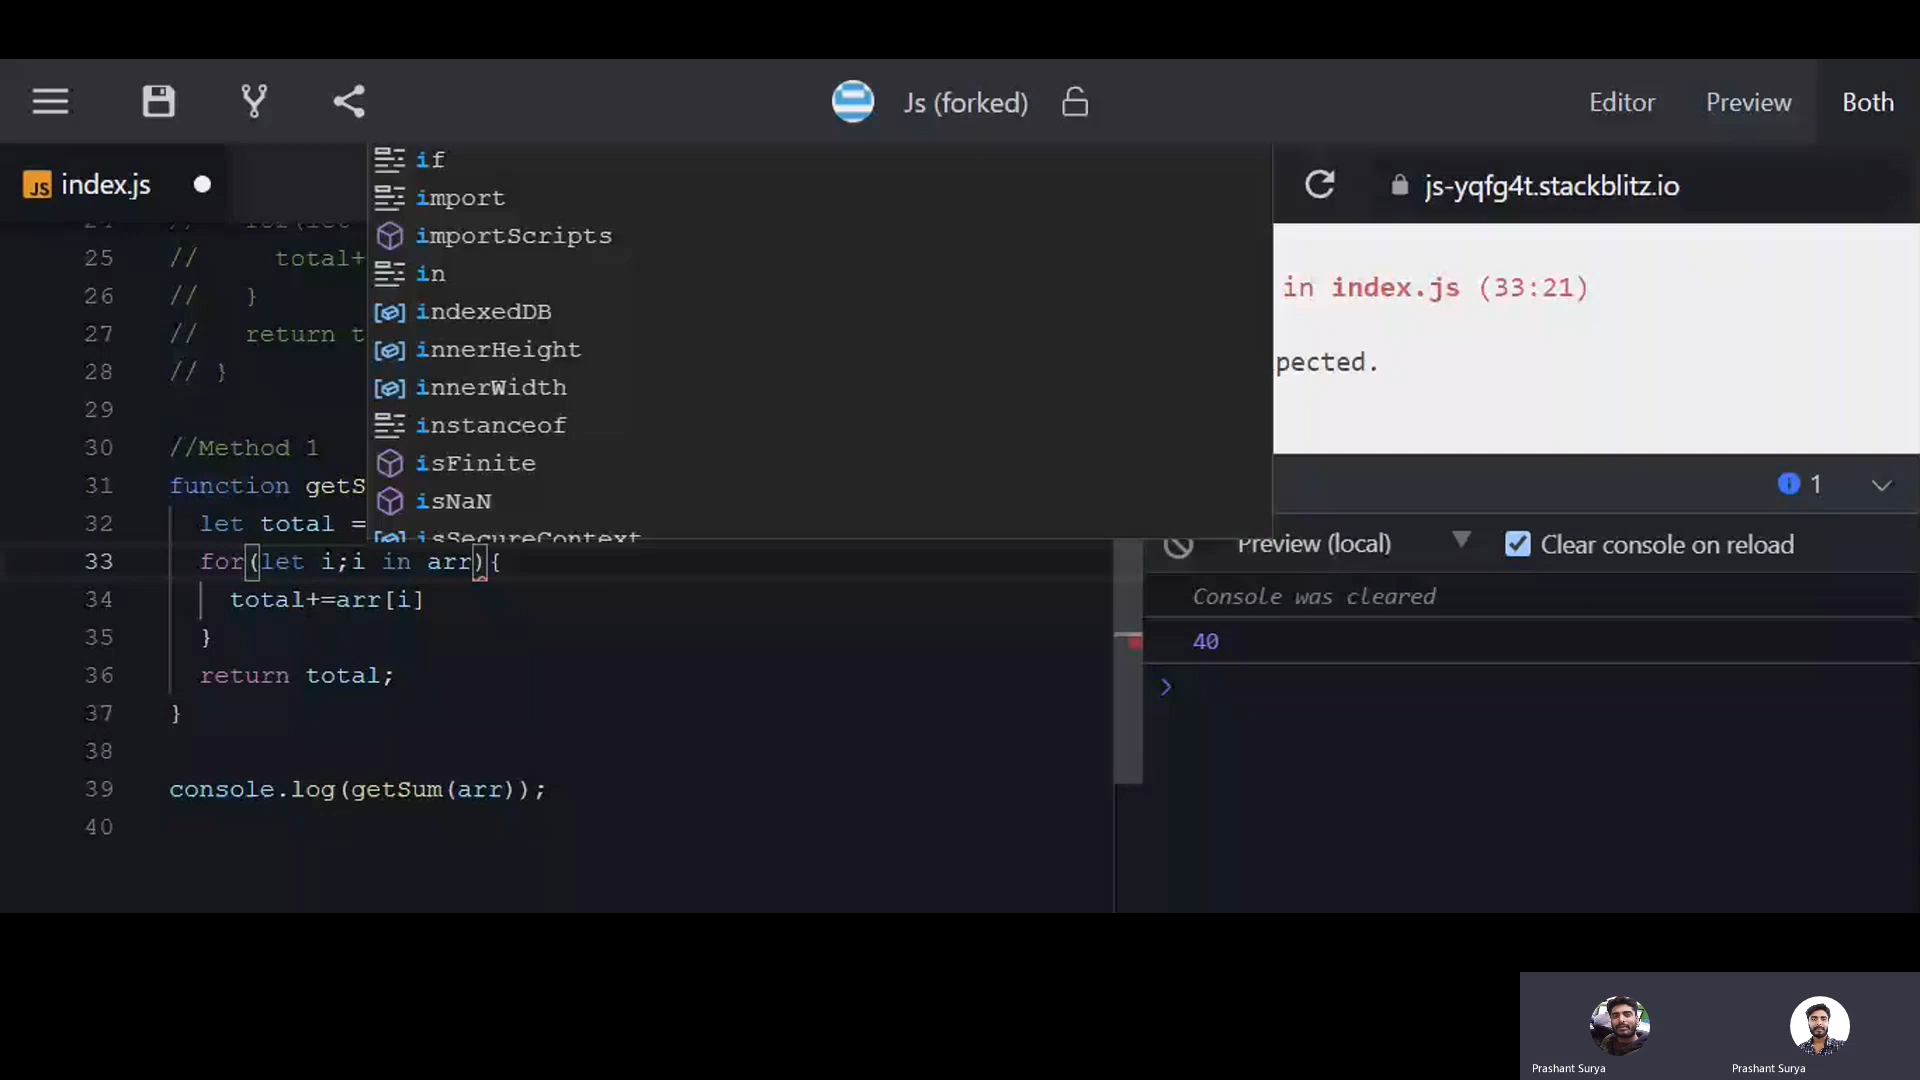 Js (forked)
Editor Preview Both
JS index.js
js-yqfg4t.stackblitz.io
if
import
importScripts
in
indexedDB
innerHeight
innerWidth
instanceof
isFinite
isNaN
isSecureContext
25 // total+
26 // }
27 // return t
28 // }
29
30 //Method 1
31 function getS
32 let total =
33 for(let i;i in arr){
34 total+=arr[i]
35 }
36 return total;
37 }
38
39 console.log(getSum(arr));
40
in index.js (33:21)
pected.
1
Preview (local) Clear console on reload
Console was cleared
40
Prashant Surya
Prashant Surya